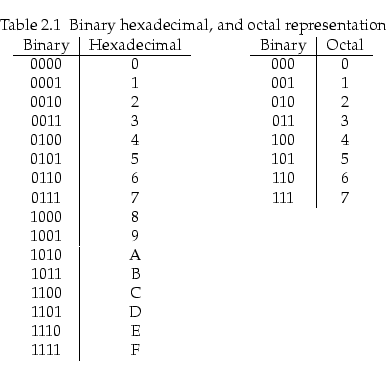 Table 2.1 Binary hexadecimal, and octal representation
Binary Hexadecimal Binary Octal
0000 0 000 0
0001 1 001 1
0010 2 010 2
0011 3 011 3
0100 4 100 4
0101 5 101 5
0110 6 110 6
0111 7 111 7
1000 8
1001 9
1010 A
1011 B
1100 C
1101 D
1110 E
1111 F